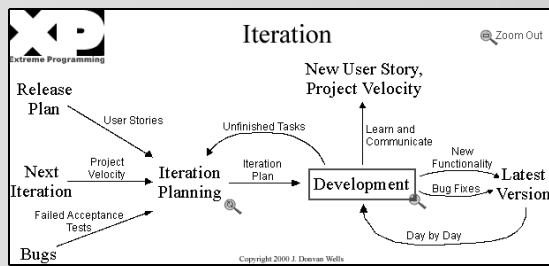 XP
Extreme Programming
Iteration
Zoom Out
Release
Plan
User Stories
New User Story,
Project Velocity
Unfinished Tasks
Learn and
Communicate
Next
Iteration
Project
Velocity
Iteration
Planning
Iteration
Plan
Development
New
Functionality
Bug Fixes
Latest
Version
Failed Acceptance
Tests
Bugs
Day by Day
Copyright 2000 J. Donvan Wells